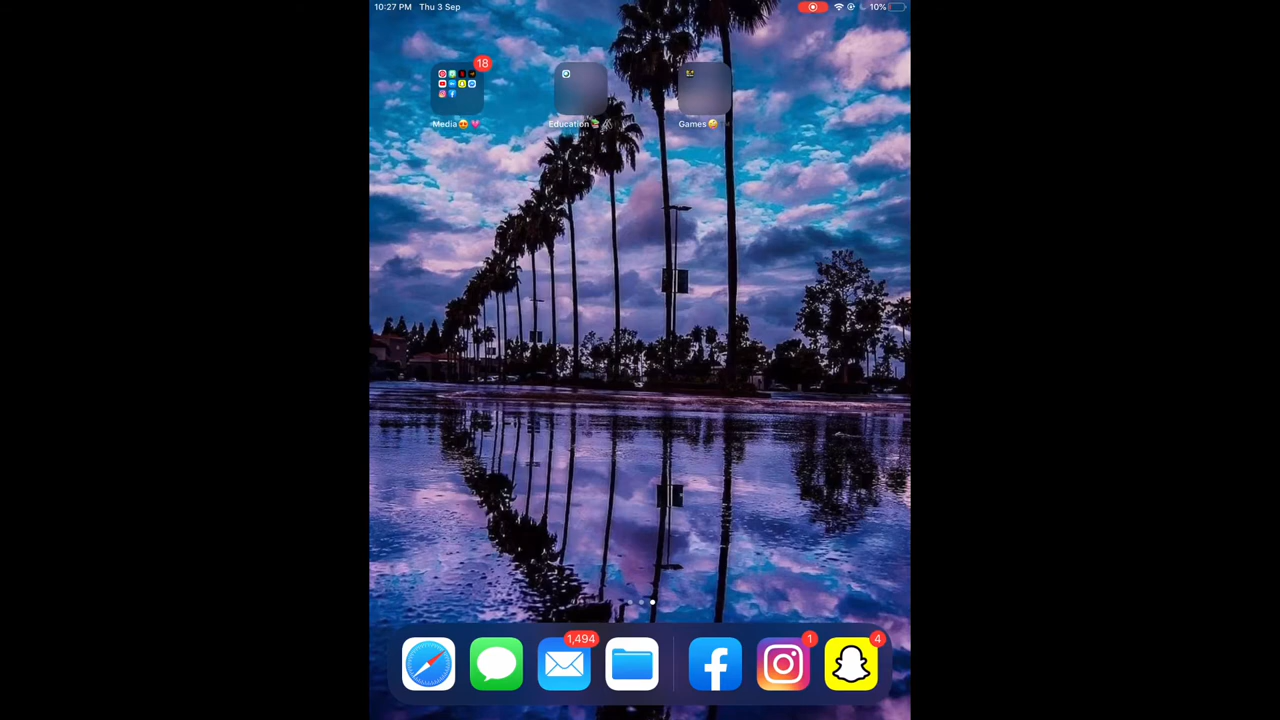 10:27 PM Thu 3 Sep 10%
18
Media😍💗 Education📚🖇️ Games🤪
1,494 1 4